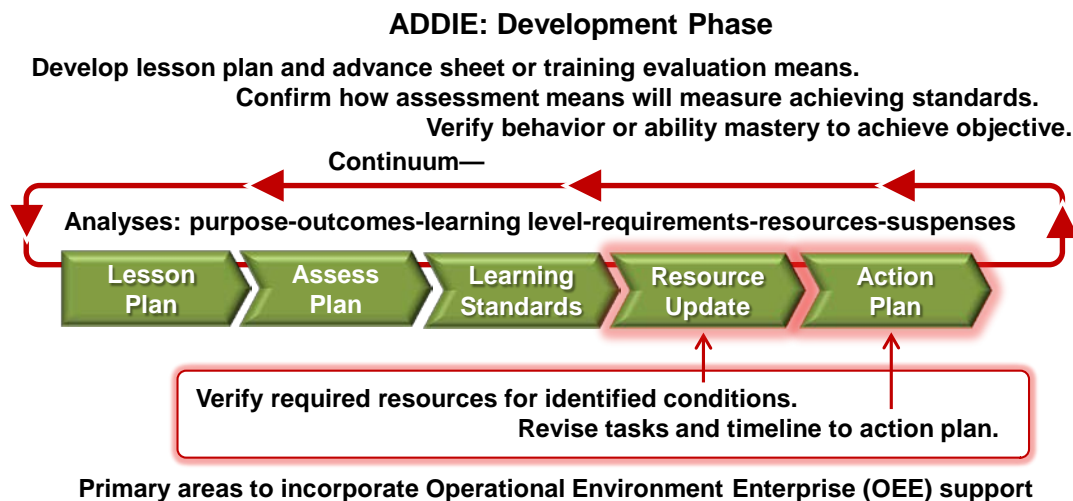 ADDIE: Development Phase
Develop lesson plan and advance sheet or training evaluation means.
Confirm how assessment means will measure achieving standards.
Verify behavior or ability mastery to achieve objective.
Continuum—
Analyses: purpose-outcomes-learning level-requirements-resources-suspenses
Lesson
Plan
Assess
Plan
Learning
Standards
Resource
Update
Action
Plan
Verify required resources for identified conditions.
Revise tasks and timeline to action plan.
Primary areas to incorporate Operational Environment Enterprise (OEE) support